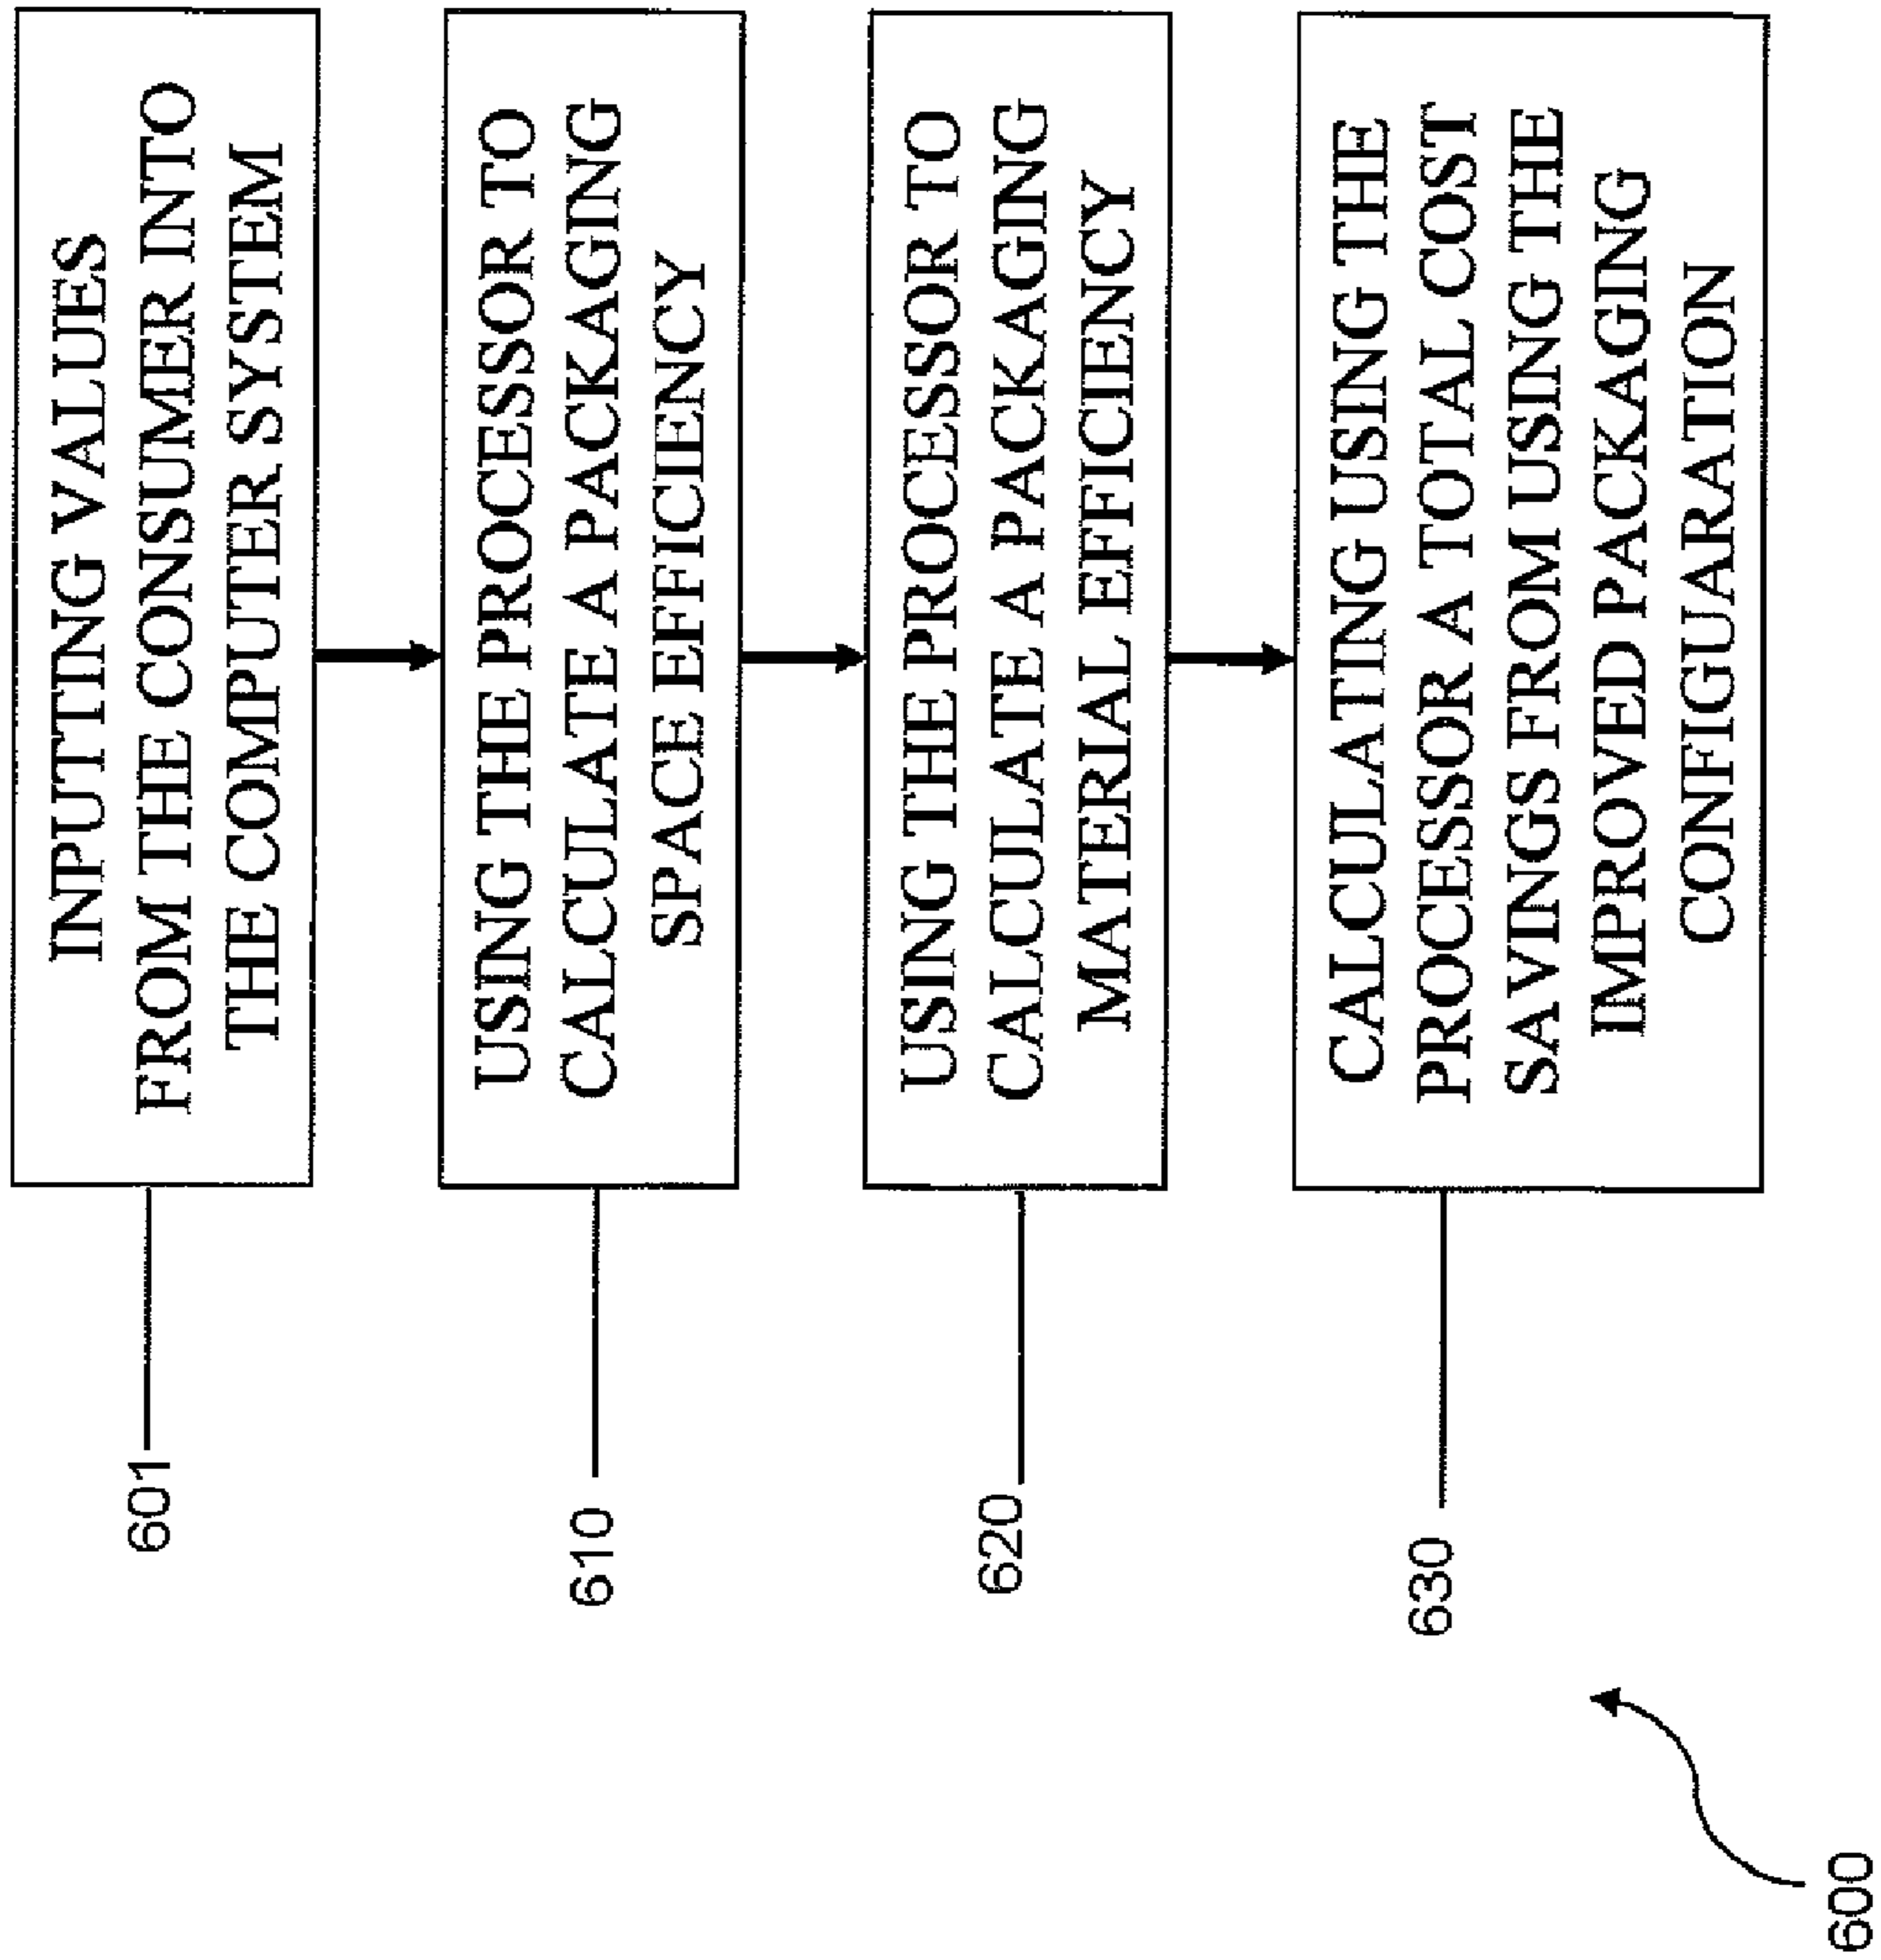 601
INPUTTING VALUES
FROM THE CONSUMER INTO
THE COMPUTER SYSTEM
610
USING THE PROCESSOR TO
CALCULATE A PACKAGING
SPACE EFFICIENCY
620
USING THE PROCESSOR TO
CALCULATE A PACKAGING
MATERIAL EFFICIENCY
630
CALCULATING USING THE
PROCESSOR A TOTAL COST
SAVINGS FROM USING THE
IMPROVED PACKAGING
CONFIGUARATION
600